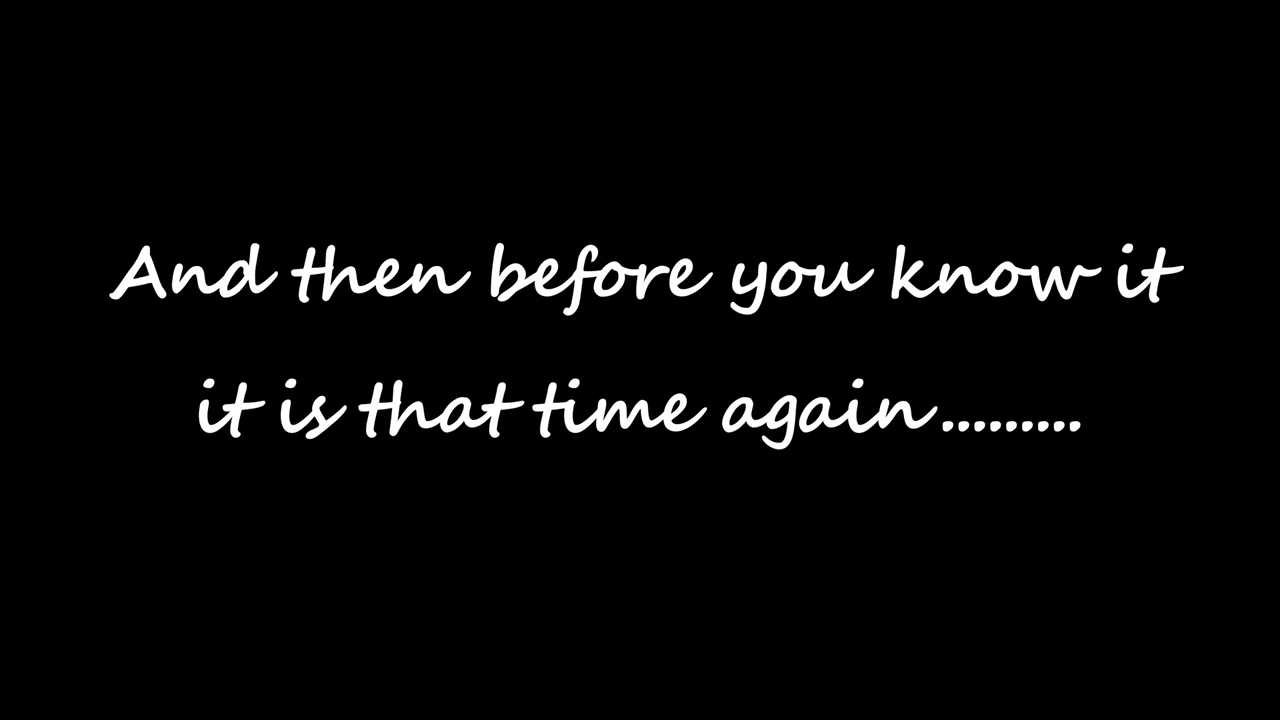 And then before you know it
it is that time again.........